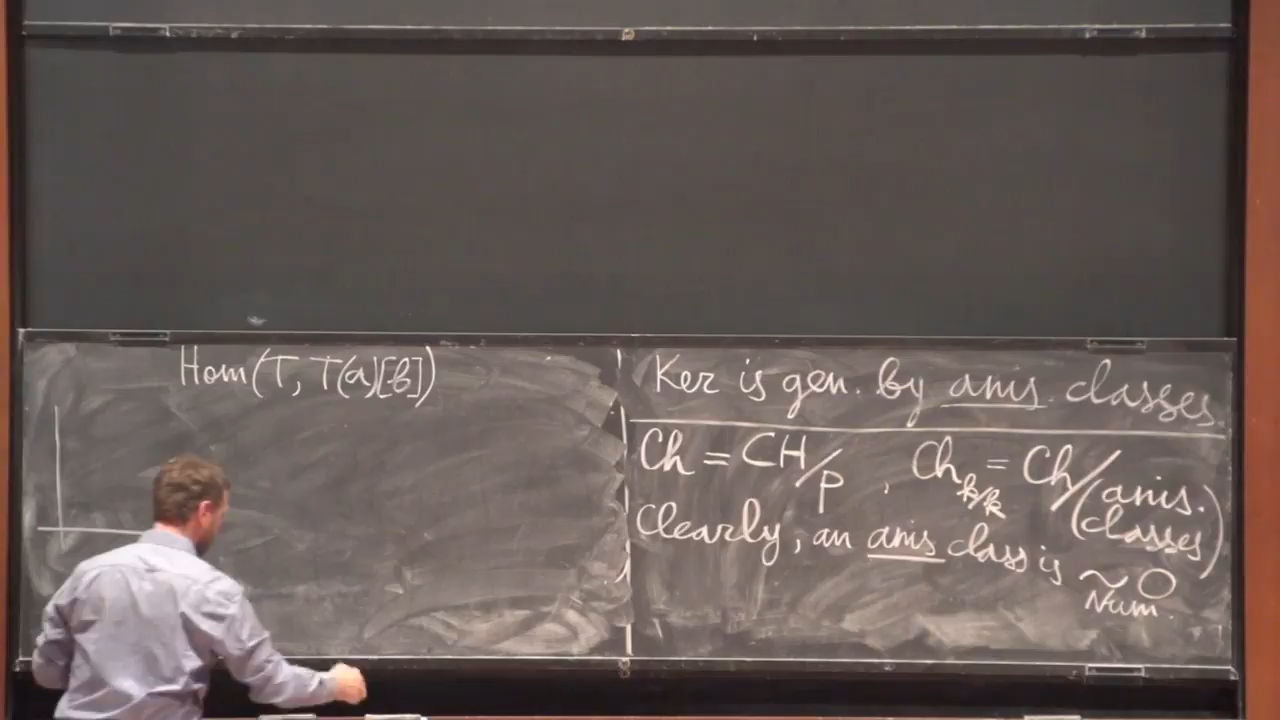 Hom(T, T(a)[b])
Ker is gen. by anis. classes.
Ch = CH/p , Ch_{k/k} = Ch/(anis. classes)
Clearly, an anis class is ~ 0
Num.